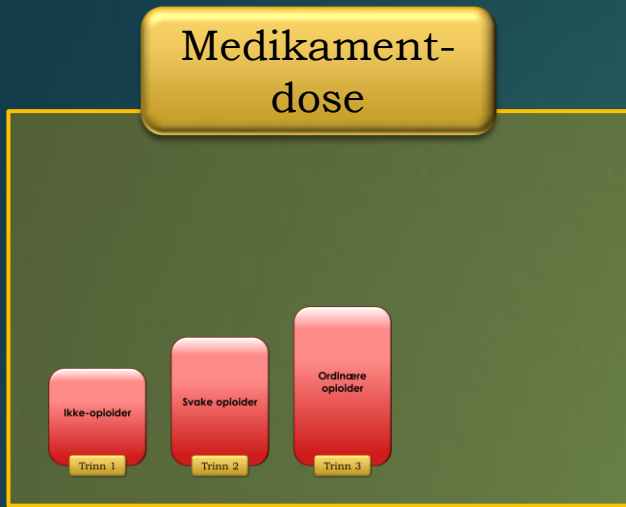 Medikament-
dose
Ikke-opioider
Trinn 1
Svake opioider
Trinn 2
Ordinære
opioider
Trinn 3